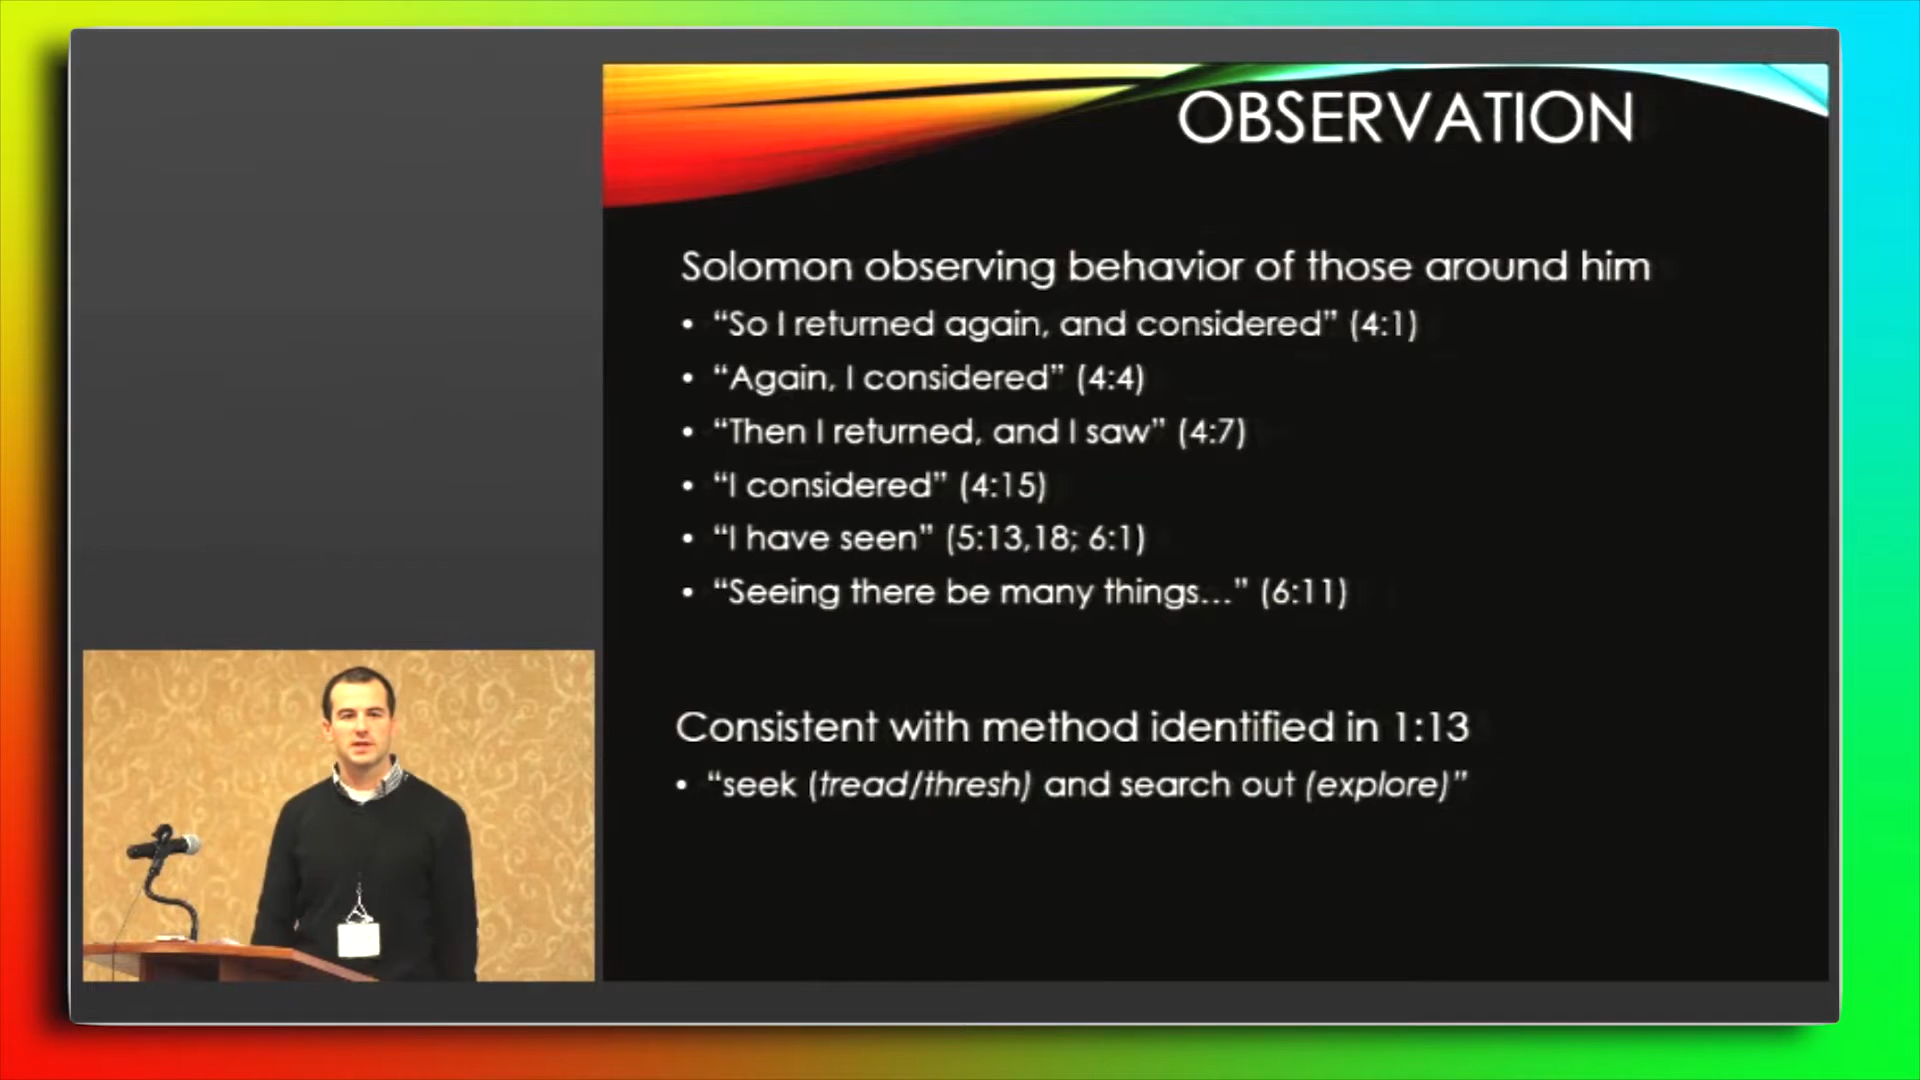 OBSERVATION
Solomon observing behavior of those around him
• “So I returned again, and considered” (4:1)
• “Again, I considered” (4:4)
• “Then I returned, and I saw” (4:7)
• “I considered” (4:15)
• “I have seen” (5:13,18; 6:1)
• “Seeing there be many things…” (6:11)
Consistent with method identified in 1:13
• “seek (tread/thresh) and search out (explore)”